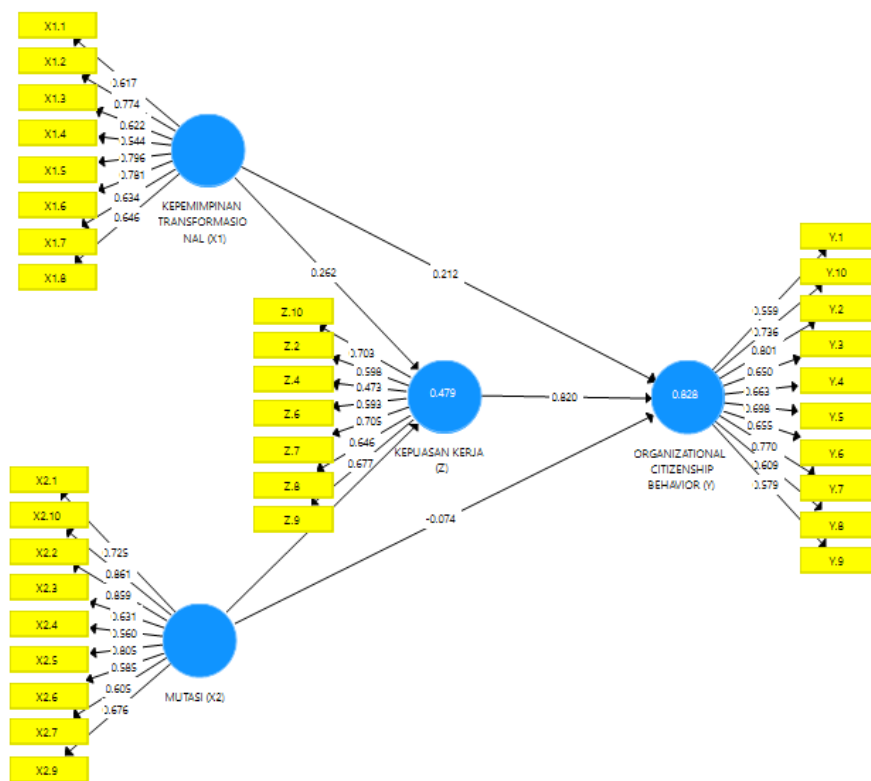 X1.1
X1.2
X1.3
X1.4
X1.5
X1.6
X1.7
X1.8
0.617
0.774
0.622
0.544
0.796
0.781
0.634
0.646
KEPEMIMPINAN
TRANSFORMASIO
NAL (X1)
0.262
0.212
Z.10
Z.2
Z.4
Z.6
Z.7
Z.8
Z.9
0.703
0.598
0.473
0.593
0.705
0.646
0.677
0.479
KEPUASAN KERJA
(Z)
0.820
-0.074
Y.1
Y.10
Y.2
Y.3
Y.4
Y.5
Y.6
Y.7
Y.8
Y.9
0.559
0.736
0.801
0.650
0.663
0.698
0.655
0.770
0.609
0.579
0.828
ORGANIZATIONAL
CITIZENSHIP
BEHAVIOR (Y)
X2.1
X2.10
X2.2
X2.3
X2.4
X2.5
X2.6
X2.7
X2.9
0.725
0.861
0.859
0.631
0.560
0.805
0.585
0.605
0.676
MUTASI (X2)